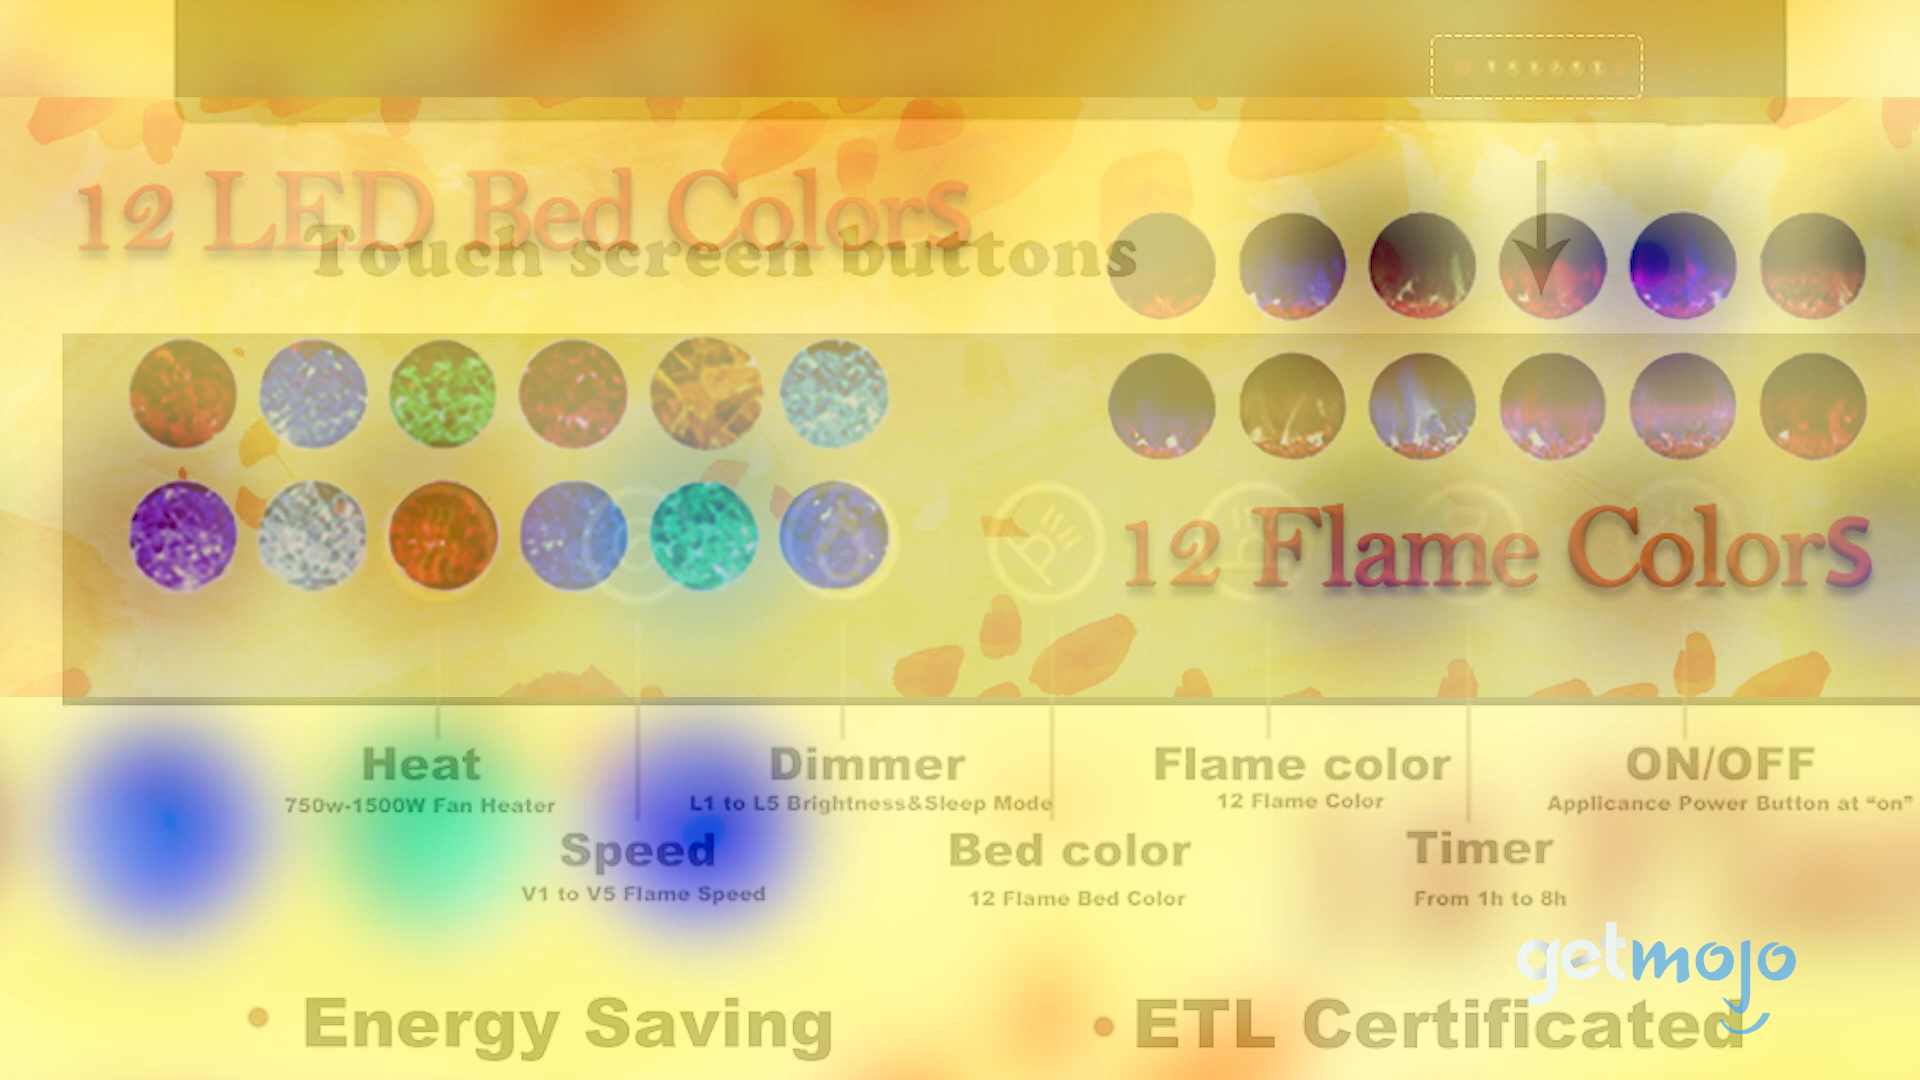 12 LED Bed Colors
Touch screen buttons
12 Flame Colors
Heat
750w-1500W Fan Heater
Speed
V1 to V5 Flame Speed
Dimmer
L1 to L5 Brightness&Sleep Mode
Bed color
12 Flame Bed Color
Flame color
12 Flame Color
Timer
From 1h to 8h
ON/OFF
Applicance Power Button at “on”
• Energy Saving
• ETL Certificated
getmojo